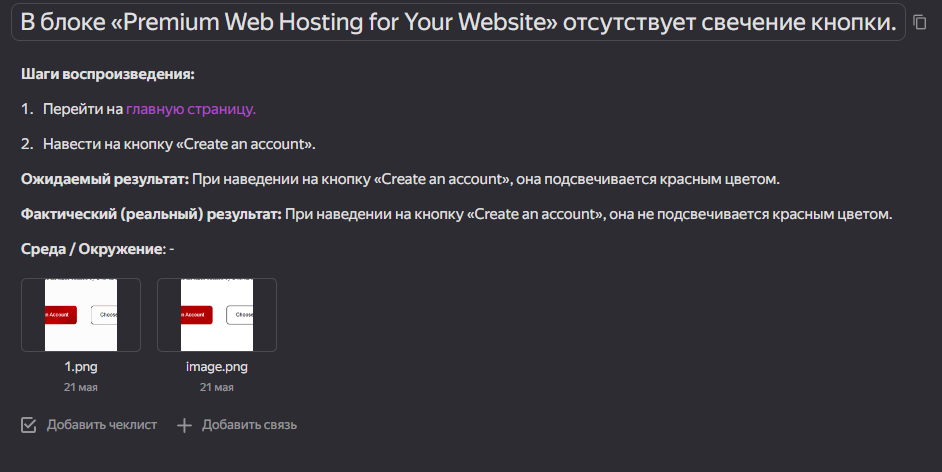 В блоке «Premium Web Hosting for Your Website» отсутствует свечение кнопки.
Шаги воспроизведения:
1. Перейти на главную страницу.
2. Навести на кнопку «Create an account».
Ожидаемый результат: При наведении на кнопку «Create an account», она подсвечивается красным цветом.
Фактический (реальный) результат: При наведении на кнопку «Create an account», она не подсвечивается красным цветом.
Среда / Окружение: -
n Account Choose
n Account Choose
1.png image.png
21 мая 21 мая
Добавить чеклист Добавить связь